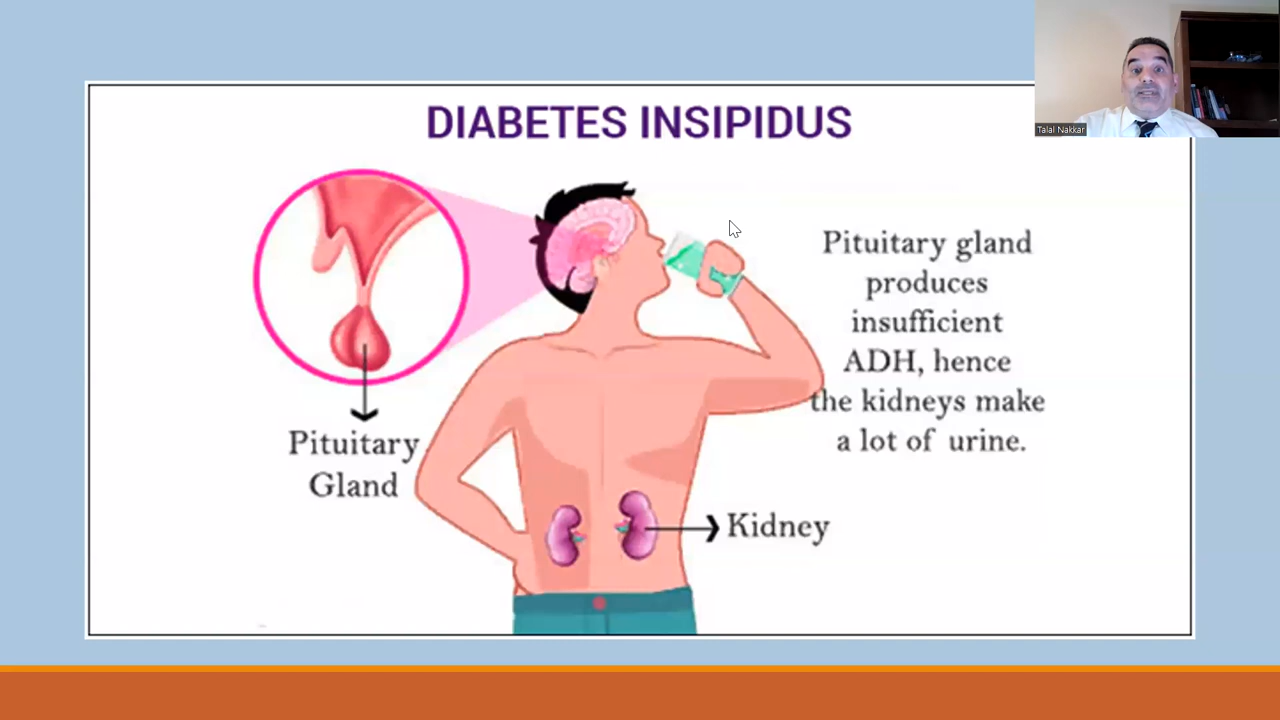 DIABETES INSIPIDUS
Talal Nakkar
Pituitary gland
produces
insufficient
ADH, hence
the kidneys make
a lot of urine.
Pituitary
Gland
Kidney